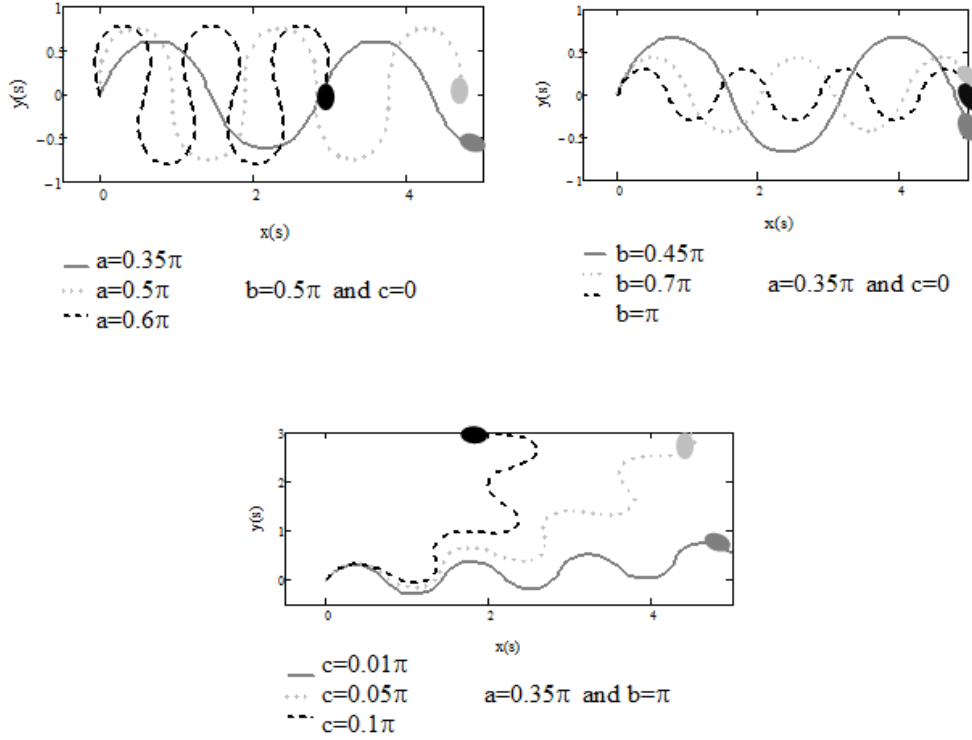 y(s)
1
0.5
0
−0.5
−1
0
2
4
x(s)
a=0.35π
a=0.5π
a=0.6π
b=0.5π and c=0
y(s)
1
0.5
0
−0.5
−1
0
2
4
x(s)
b=0.45π
b=0.7π
b=π
a=0.35π and c=0
y(s)
3
2
1
0
0
2
4
x(s)
c=0.01π
c=0.05π
c=0.1π
a=0.35π and b=π